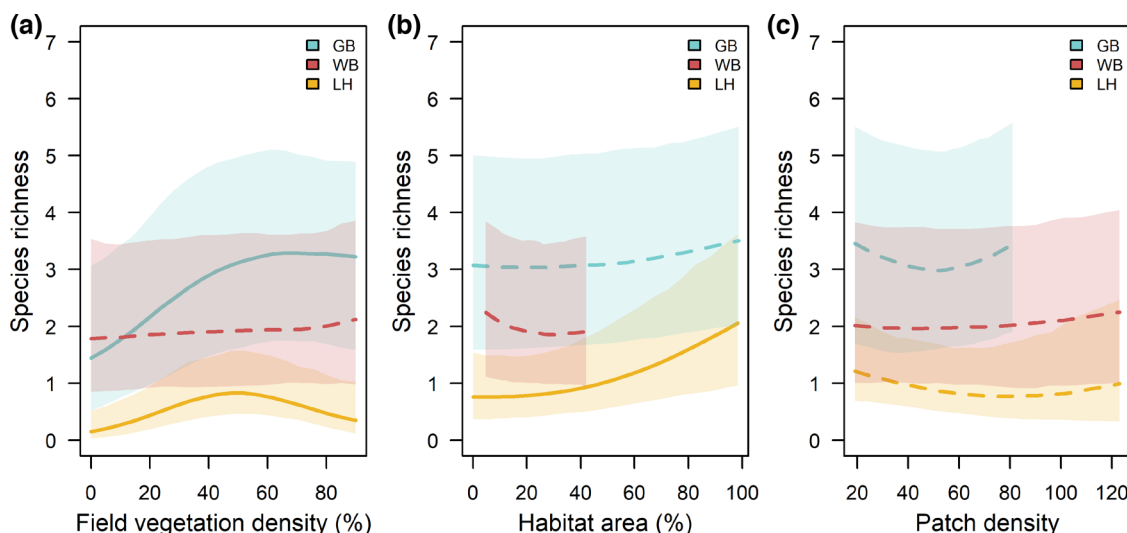 (a)
Species richness
7
6
5
4
3
2
1
0
GB
WB
LH
0 20 40 60 80
Field vegetation density (%)
(b)
Species richness
7
6
5
4
3
2
1
0
GB
WB
LH
0 20 40 60 80 100
Habitat area (%)
(c)
Species richness
7
6
5
4
3
2
1
0
GB
WB
LH
20 40 60 80 100 120
Patch density